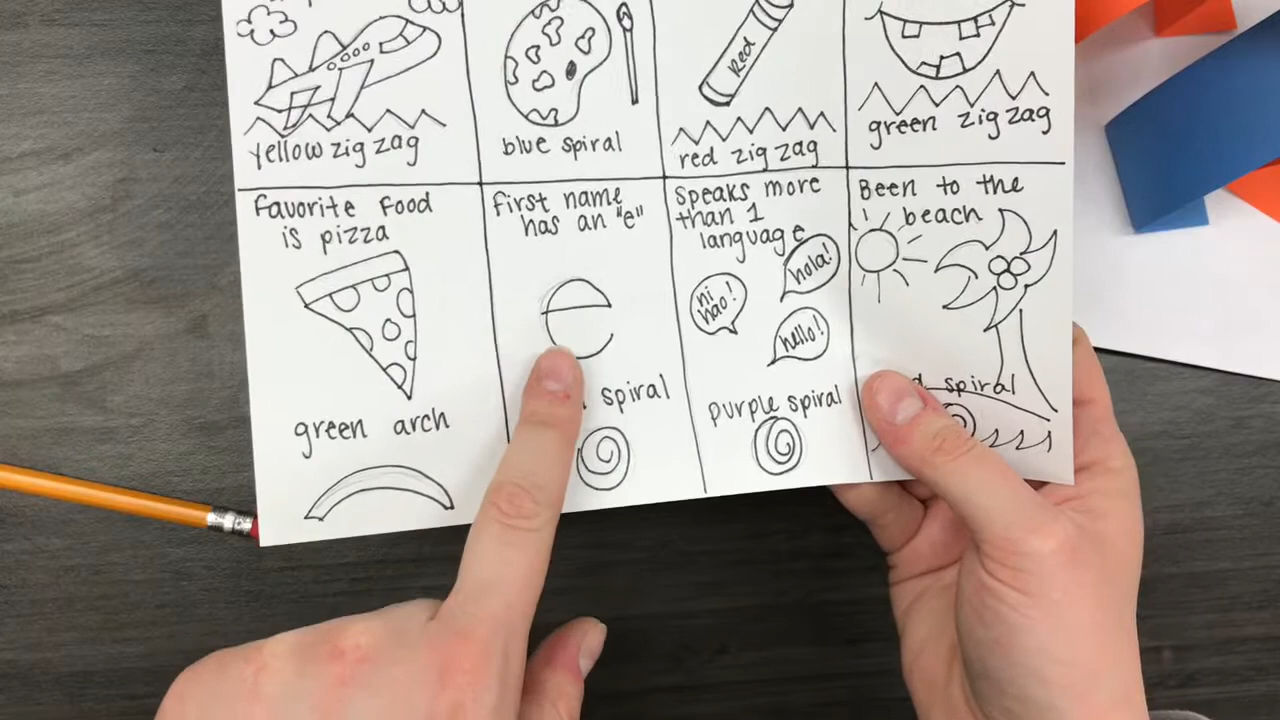 yellow zig zag
blue spiral
Red
red zig zag
green zig zag
favorite food
is pizza
green arch
first name
has an "e"
e
spiral
Speaks more
than 1
language
hola!
hi
hao!
hello!
purple spiral
Been to the
beach
spiral